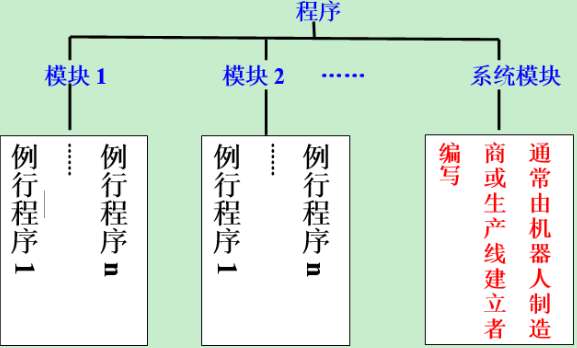 程序
模块 1
模块 2
……
系统模块
例行程序 1
……
例行程序 n
例行程序 1
……
例行程序 n
通常由机器人制造
商或生产线建立者
编写